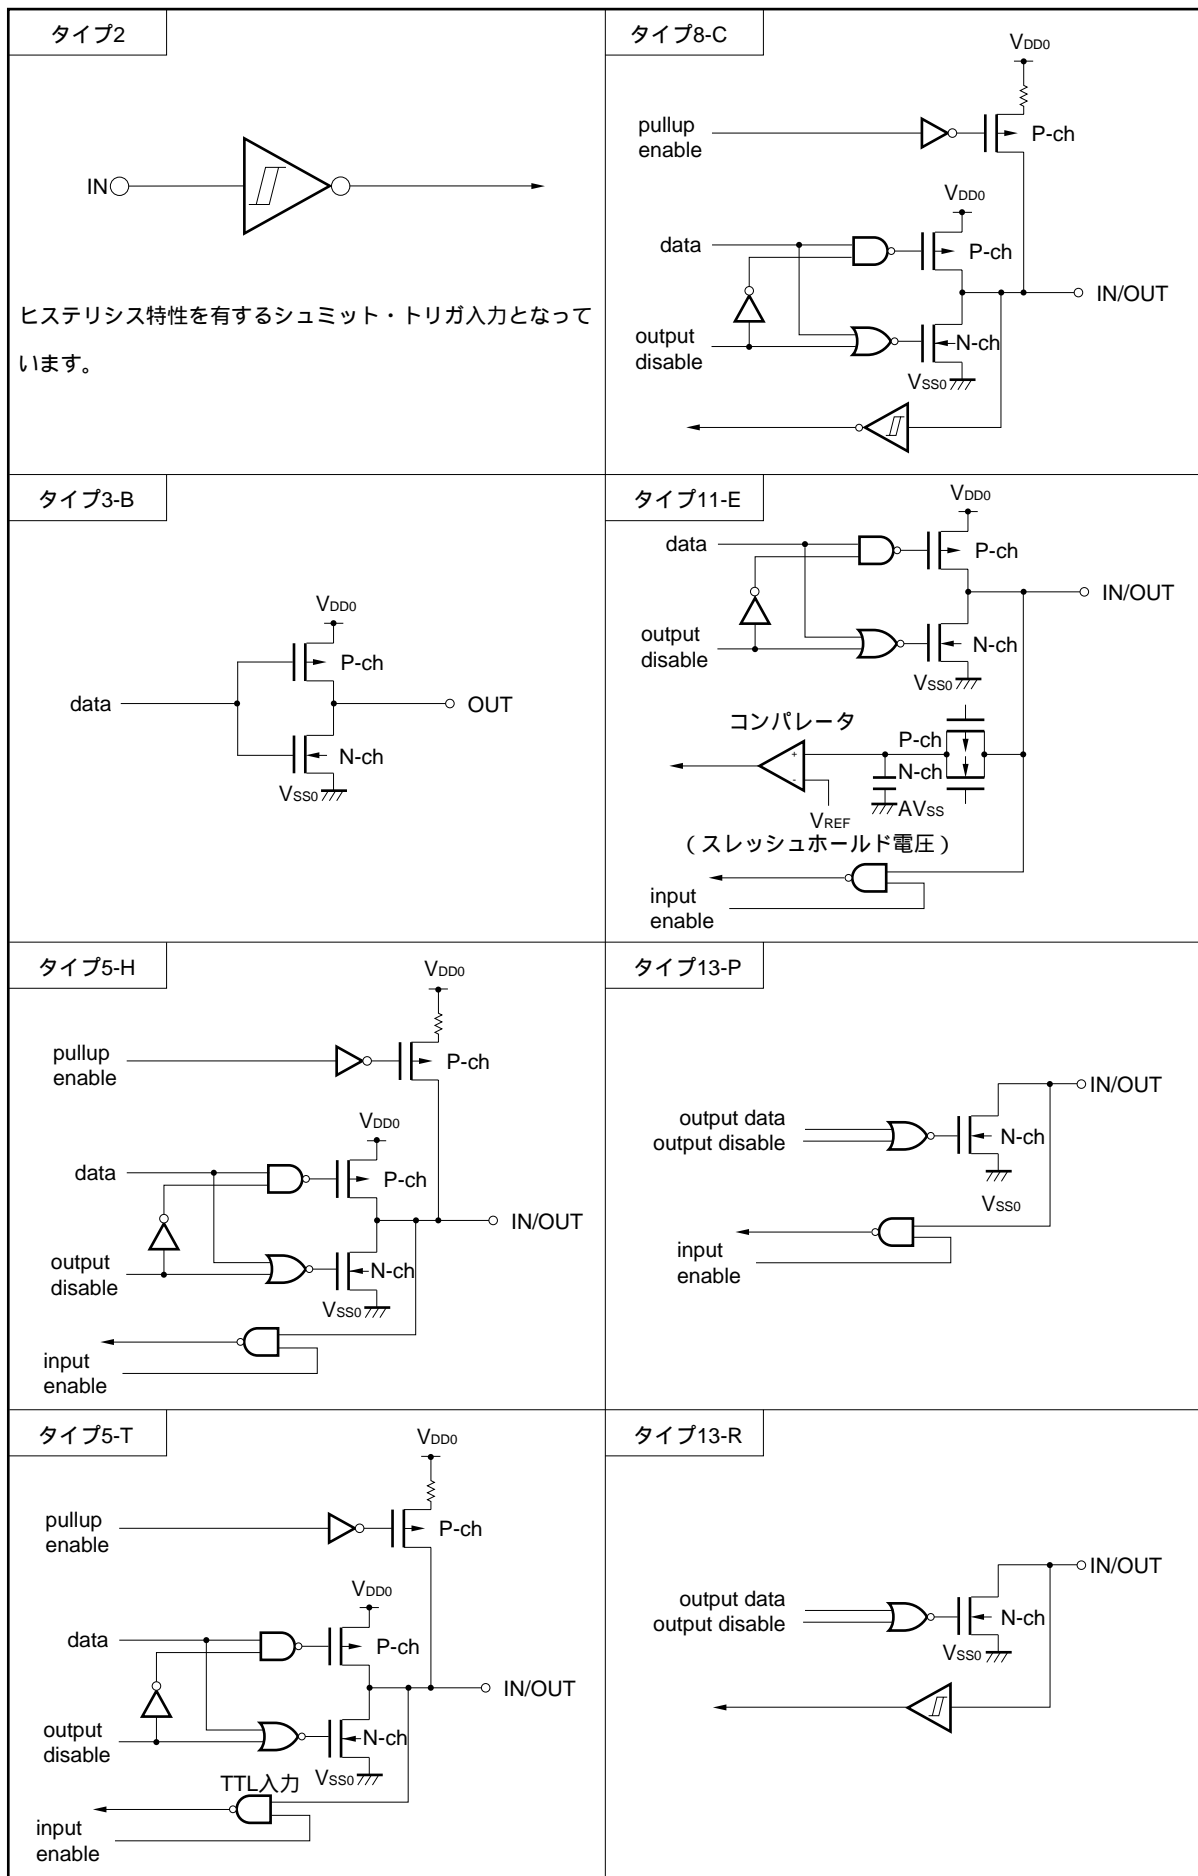 タイプ2
IN
ヒステリシス特性を有するシュミット・トリガ入力となって
います。
タイプ3-B
VDD0
P-ch
data
OUT
N-ch
VSS0
タイプ5-H
VDD0
pullup
enable
P-ch
VDD0
data
P-ch
IN/OUT
output
disable
N-ch
VSS0
input
enable
タイプ5-T
VDD0
pullup
enable
P-ch
VDD0
data
P-ch
IN/OUT
output
disable
N-ch
VSS0
TTL入力
input
enable
タイプ8-C
VDD0
pullup
enable
P-ch
VDD0
data
P-ch
IN/OUT
output
disable
N-ch
VSS0
タイプ11-E
VDD0
data
P-ch
IN/OUT
output
disable
N-ch
VSS0
コンパレータ
P-ch
+
N-ch
-
AVSS
VREF
(スレッシュホールド電圧)
input
enable
タイプ13-P
IN/OUT
output data
output disable
N-ch
VSS0
input
enable
タイプ13-R
IN/OUT
output data
output disable
N-ch
VSS0